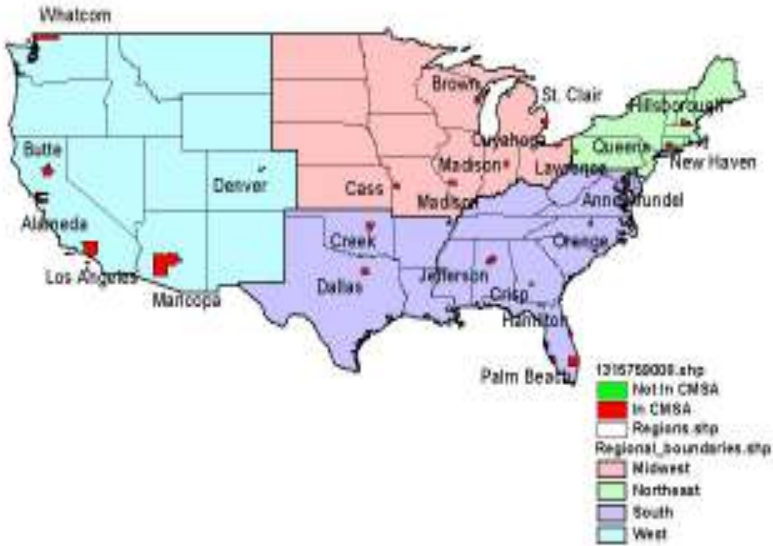 Whatcom
Brown
St. Clair
Hillsborough
Cuyahoga
Queens
New Haven
Butte
Denver
Cass
Madison
Lawrence
Madison
Anne Arundel
Alameda
Creek
Orange
Los Angeles
Maricopa
Dallas
Jefferson
Crisp
Hamilton
Palm Beach
1315759000.shp
Not In CMSA
In CMSA
Regions.shp
Regional_boundaries.shp
Midwest
Northeast
South
West